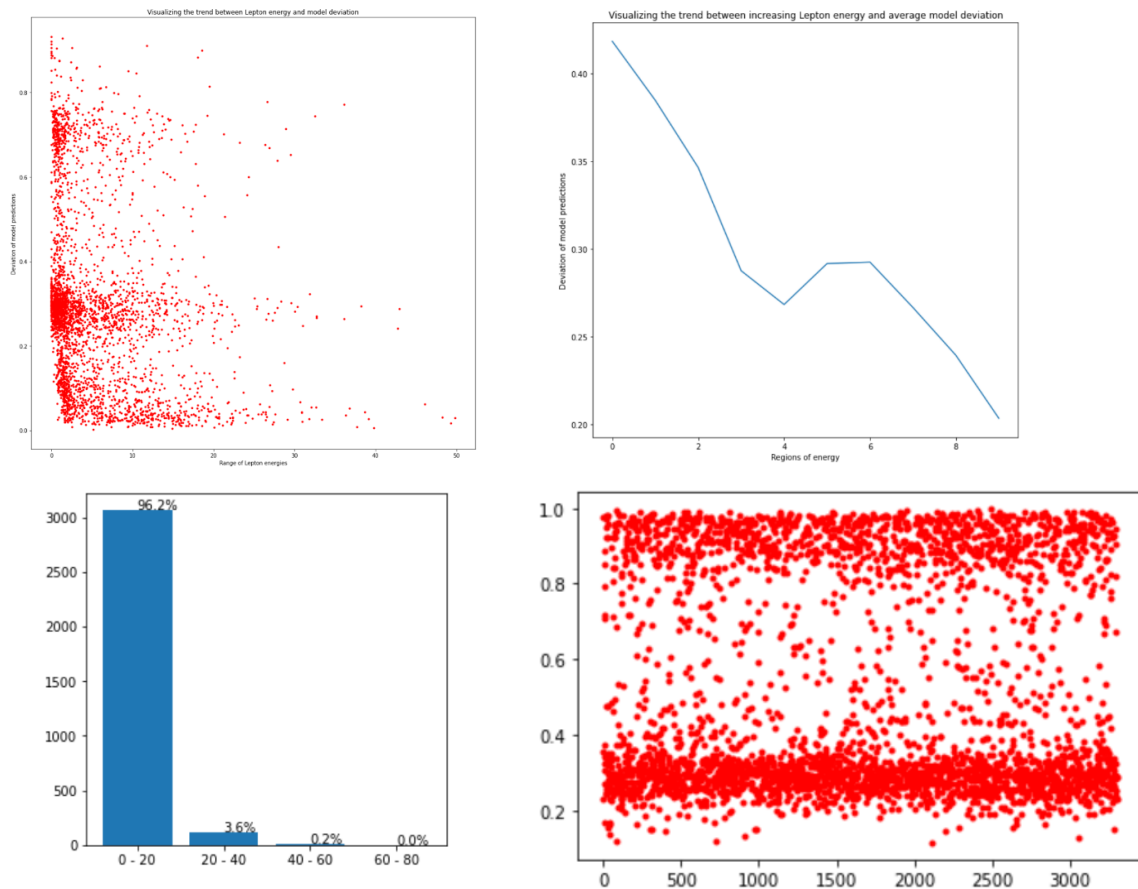 Visualizing the trend between Lepton energy and model deviation
0.8
0.6
0.4
0.2
0.0
Deviation of model predictions
0 10 20 30 40 50
Range of Lepton energies
Visualizing the trend between increasing Lepton energy and average model deviation
0.40
0.35
0.30
0.25
0.20
Deviation of model predictions
0 2 4 6 8
Regions of energy
3000
2500
2000
1500
1000
500
0
96.2%
3.6%
0.2%
0.0%
0 - 20 20 - 40 40 - 60 60 - 80
1.0
0.8
0.6
0.4
0.2
0 500 1000 1500 2000 2500 3000